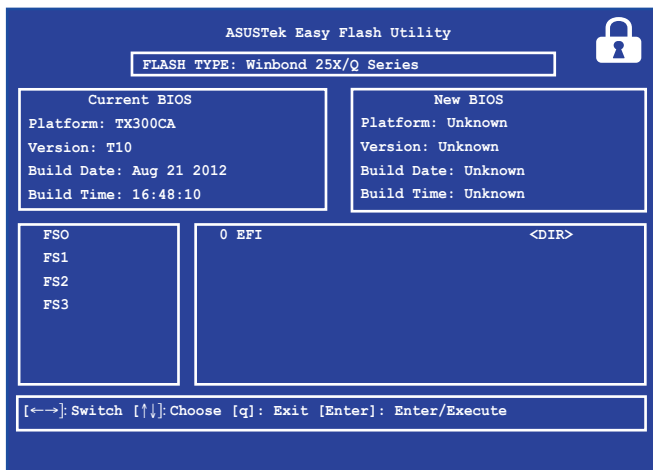 ASUSTek Easy Flash Utility
FLASH TYPE: Winbond 25X/Q Series
Current BIOS
Platform: TX300CA
Version: T10
Build Date: Aug 21 2012
Build Time: 16:48:10
New BIOS
Platform: Unknown
Version: Unknown
Build Date: Unknown
Build Time: Unknown
FSO
FS1
FS2
FS3
0 EFI <DIR>
[←→]: Switch [↑↓]: Choose [q]: Exit [Enter]: Enter/Execute